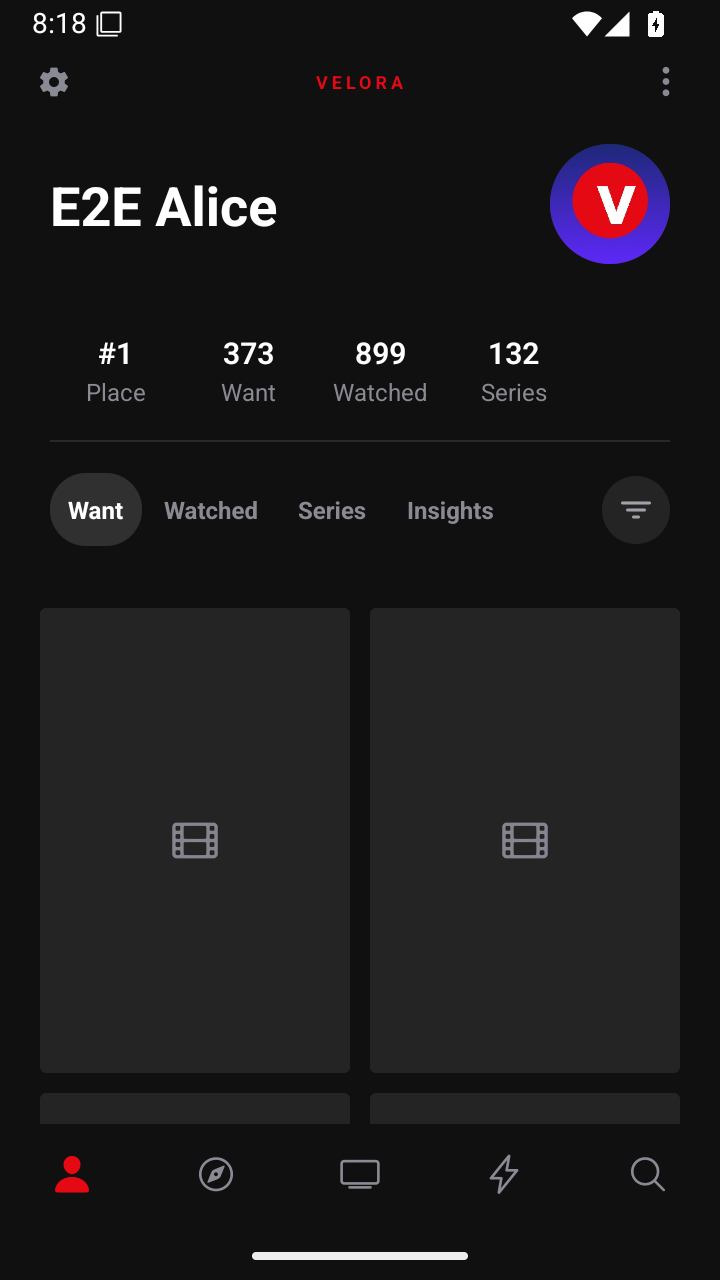 8:18
VELORA
E2E Alice
V
#1 373 899 132
Place Want Watched Series
Want Watched Series Insights